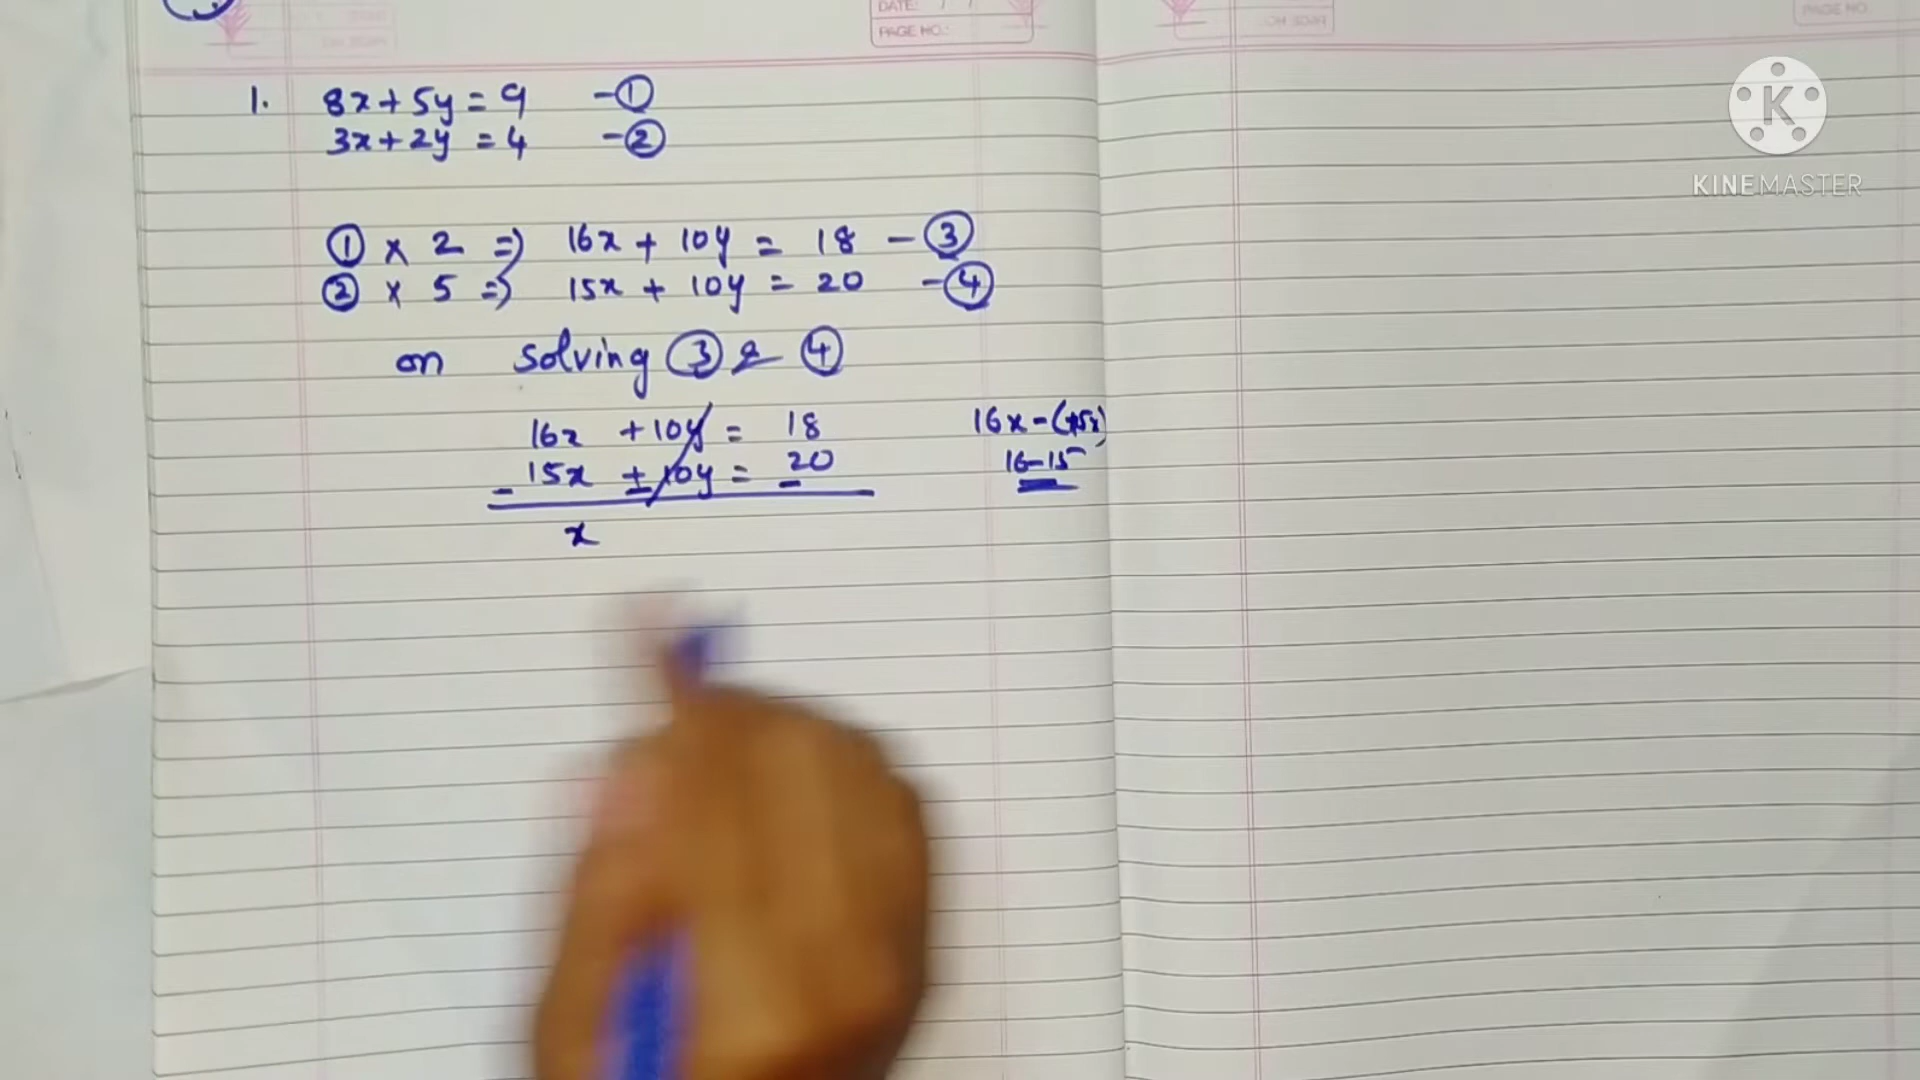 DATE: / /
PAGE NO.:
PAGE NO.
1. 8x+5y=9 -①
3x+2y =4 -②
① x 2 => 16x + 10y = 18 - ③
② x 5 => 15x + 10y = 20 - ④
on solving ③ & ④
16x +10y = 18
15x + 10y = 20
x
16x-(+15x)
16-15
KINEMASTER